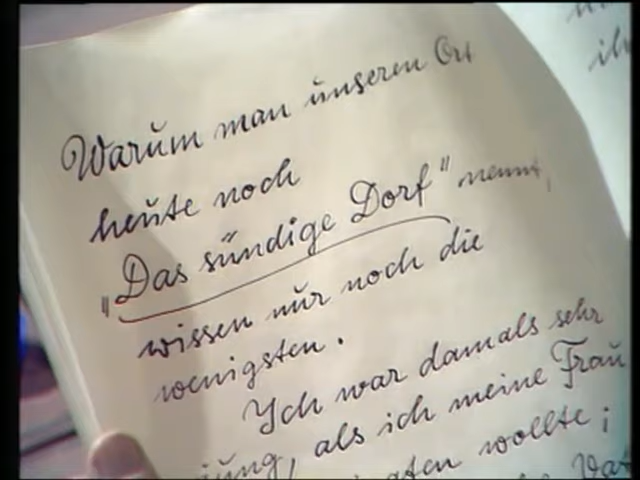 Warum man unseren Ort
heute noch
„Das sündige Dorf" nennt,
wissen nur noch die
wenigsten.
Ich war damals sehr
jung, als ich meine Frau
wollte;